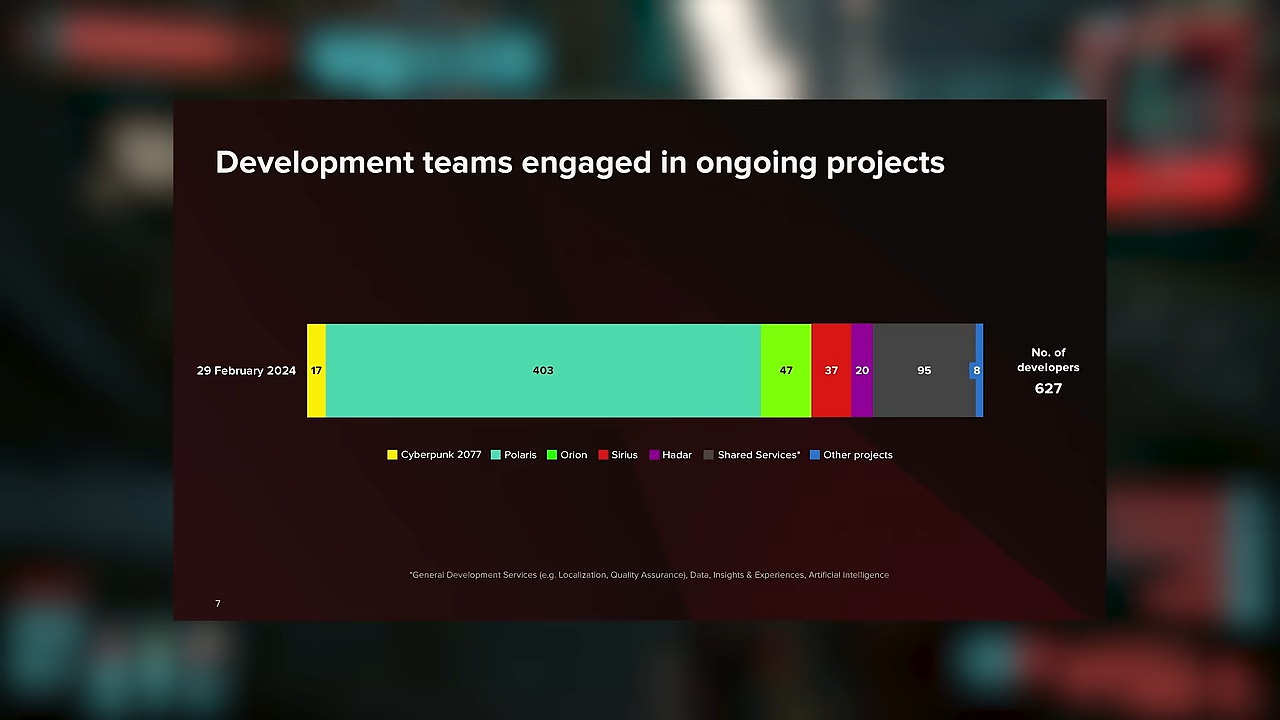 Development teams engaged in ongoing projects
29 February 2024
17
403
47
37
20
95
8
No. of
developers
627
Cyberpunk 2077
Polaris
Orion
Sirius
Hadar
Shared Services*
Other projects
*General Development Services (e.g. Localization, Quality Assurance), Data, Insights & Experiences, Artificial Intelligence
7